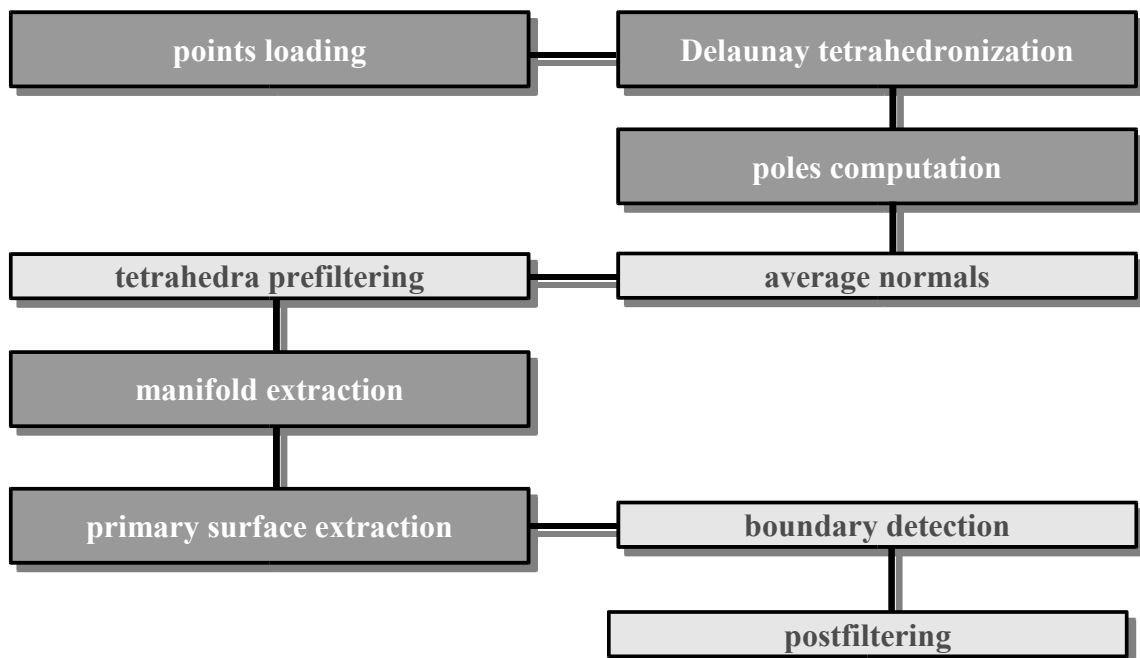 points loading
Delaunay tetrahedronization
poles computation
tetrahedra prefiltering
average normals
manifold extraction
primary surface extraction
boundary detection
postfiltering